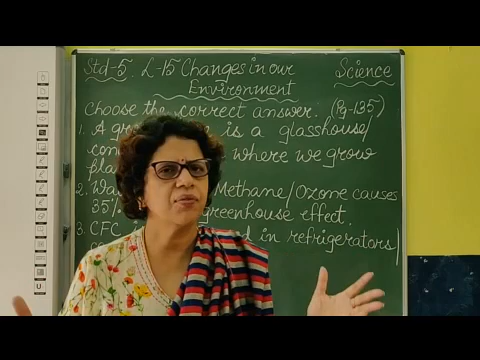 Std-5. L-15 Changes in our Science
Environment
Choose the correct answer. (Pg-135)
1. A is a glasshouse/
where we grow
2. Methane/Ozone causes
35% greenhouse effect.
3. CFC in refrigerators/
U